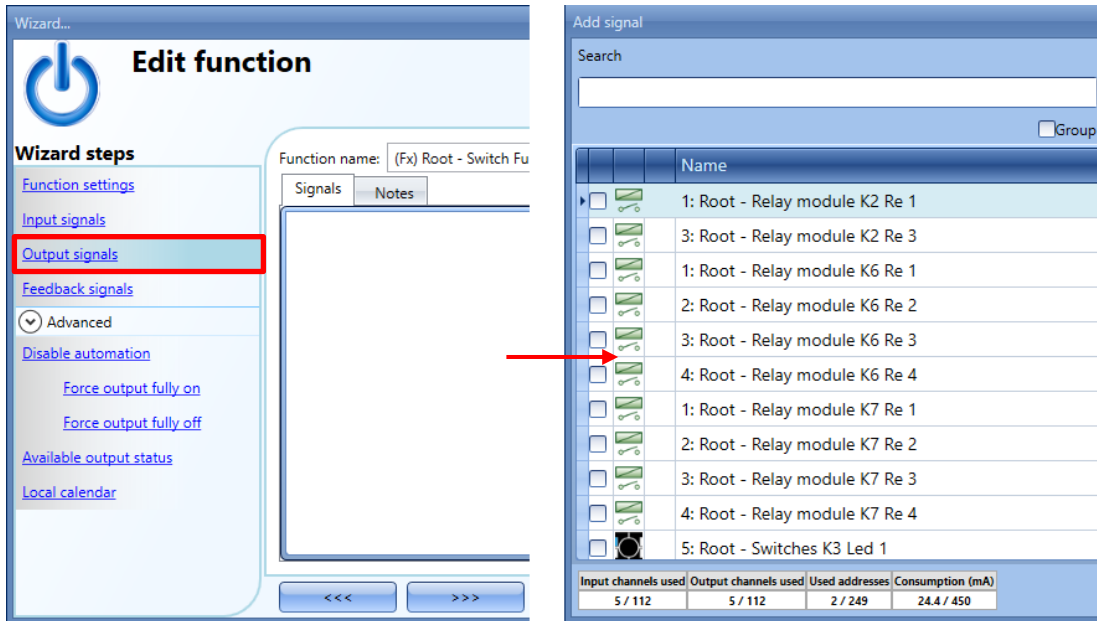 Wizard...
Edit function
Wizard steps
Function settings
Input signals
Output signals
Feedback signals
Advanced
Disable automation
Force output fully on
Force output fully off
Available output status
Local calendar
Function name: (Fx) Root - Switch Fu
Signals Notes
<<< >>>
Add signal
Search
Group
Name
1: Root - Relay module K2 Re 1
3: Root - Relay module K2 Re 3
1: Root - Relay module K6 Re 1
2: Root - Relay module K6 Re 2
3: Root - Relay module K6 Re 3
4: Root - Relay module K6 Re 4
1: Root - Relay module K7 Re 1
2: Root - Relay module K7 Re 2
3: Root - Relay module K7 Re 3
4: Root - Relay module K7 Re 4
5: Root - Switches K3 Led 1
Input channels used Output channels used Used addresses Consumption (mA)
5 / 112 5 / 112 2 / 249 24.4 / 450